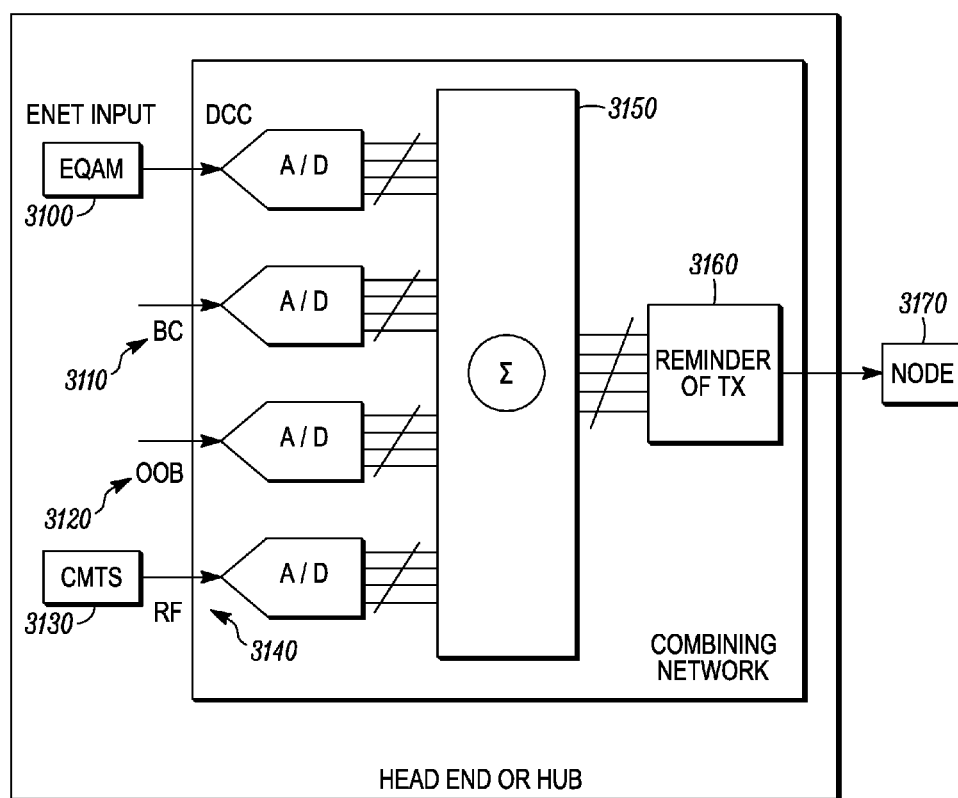 ENET INPUT
DCC
3150
EQAM
A / D
3100
3160
3170
BC
A / D
3110
Σ
REMINDER
OF TX
NODE
OOB
A / D
3120
CMTS
A / D
3130
RF
3140
COMBINING
NETWORK
HEAD END OR HUB